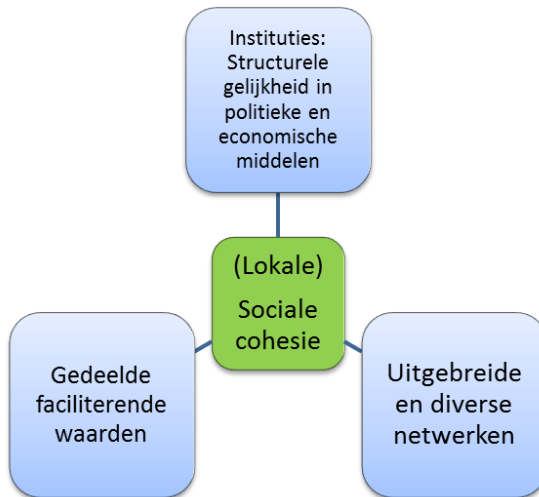 Instituties:
Structurele
gelijkheid in
politieke en
economische
middelen
(Lokale)
Sociale
cohesie
Gedeelde
faciliterende
waarden
Uitgebreide
en diverse
netwerken